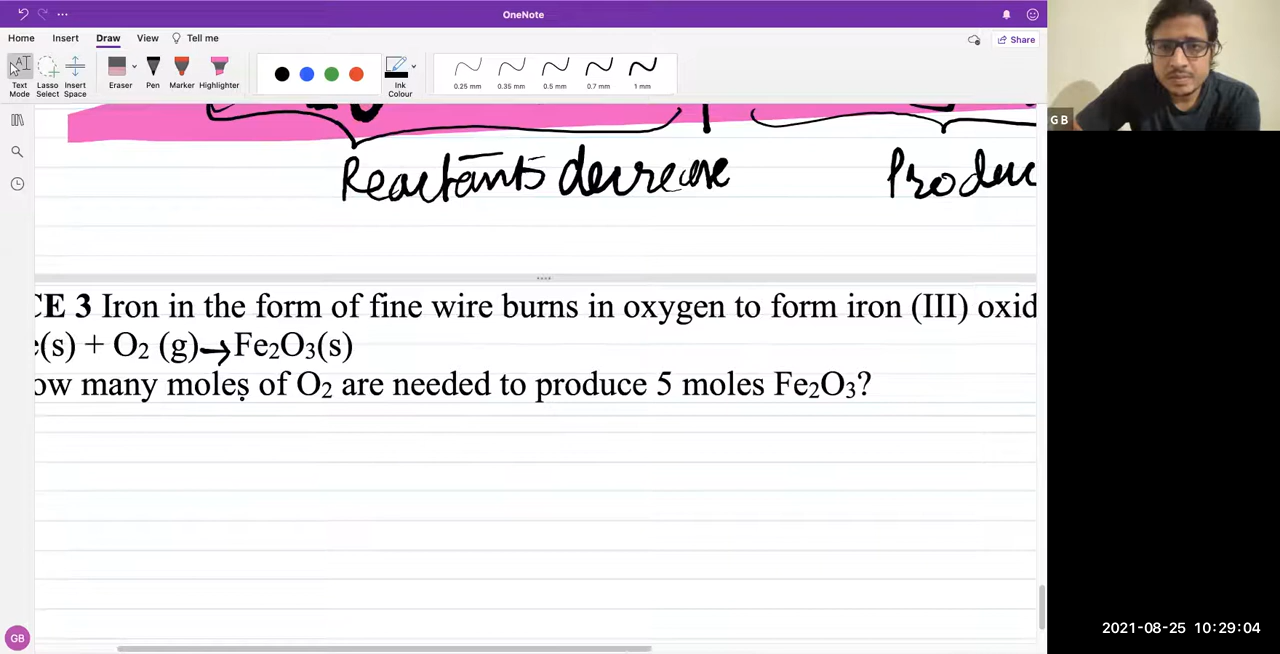 OneNote
Home Insert Draw View Tell me
Share
Text Mode
Lasso Select
Insert Space
Eraser
Pen
Marker
Highlighter
0.25 mm
0.35 mm
0.5 mm
0.7 mm
1 mm
Ink Colour
G B
Reactants decrease
Produc
CE 3 Iron in the form of fine wire burns in oxygen to form iron (III) oxid
e(s) + O₂ (g)→Fe₂O₃(s)
ow many moles of O₂ are needed to produce 5 moles Fe₂O₃?
GB
2021-08-25 10:29:04